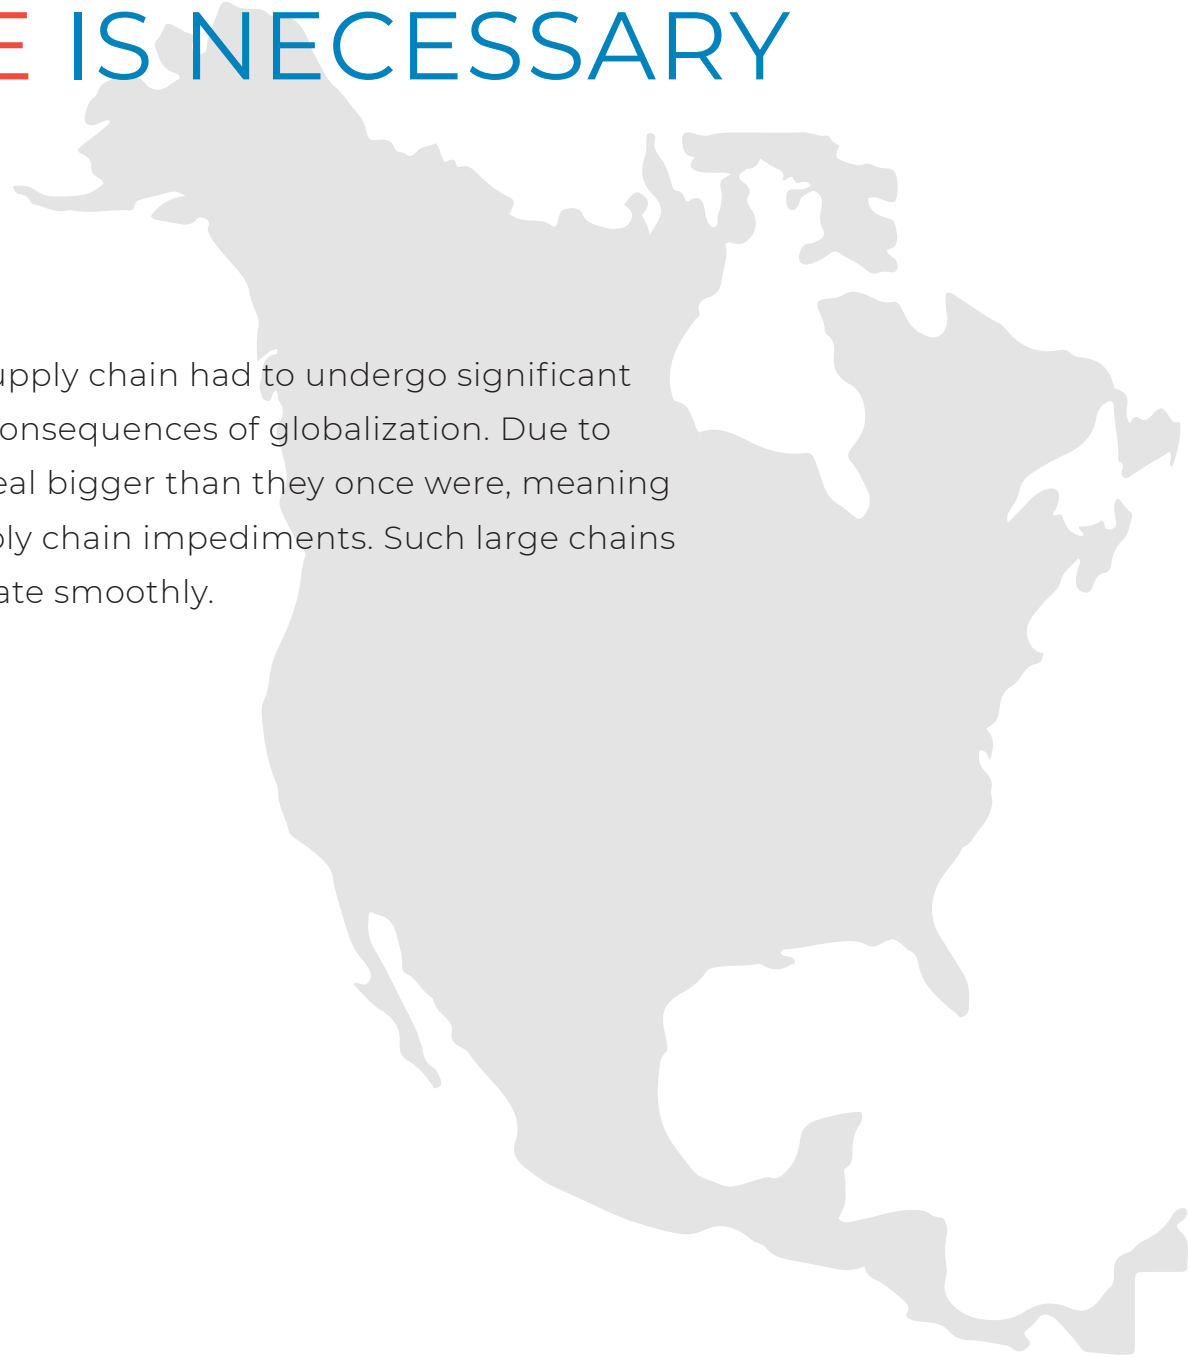 E IS NECESSARY
upply chain had to undergo significant
onsequences of globalization. Due to
eal bigger than they once were, meaning
ply chain impediments. Such large chains
ate smoothly.